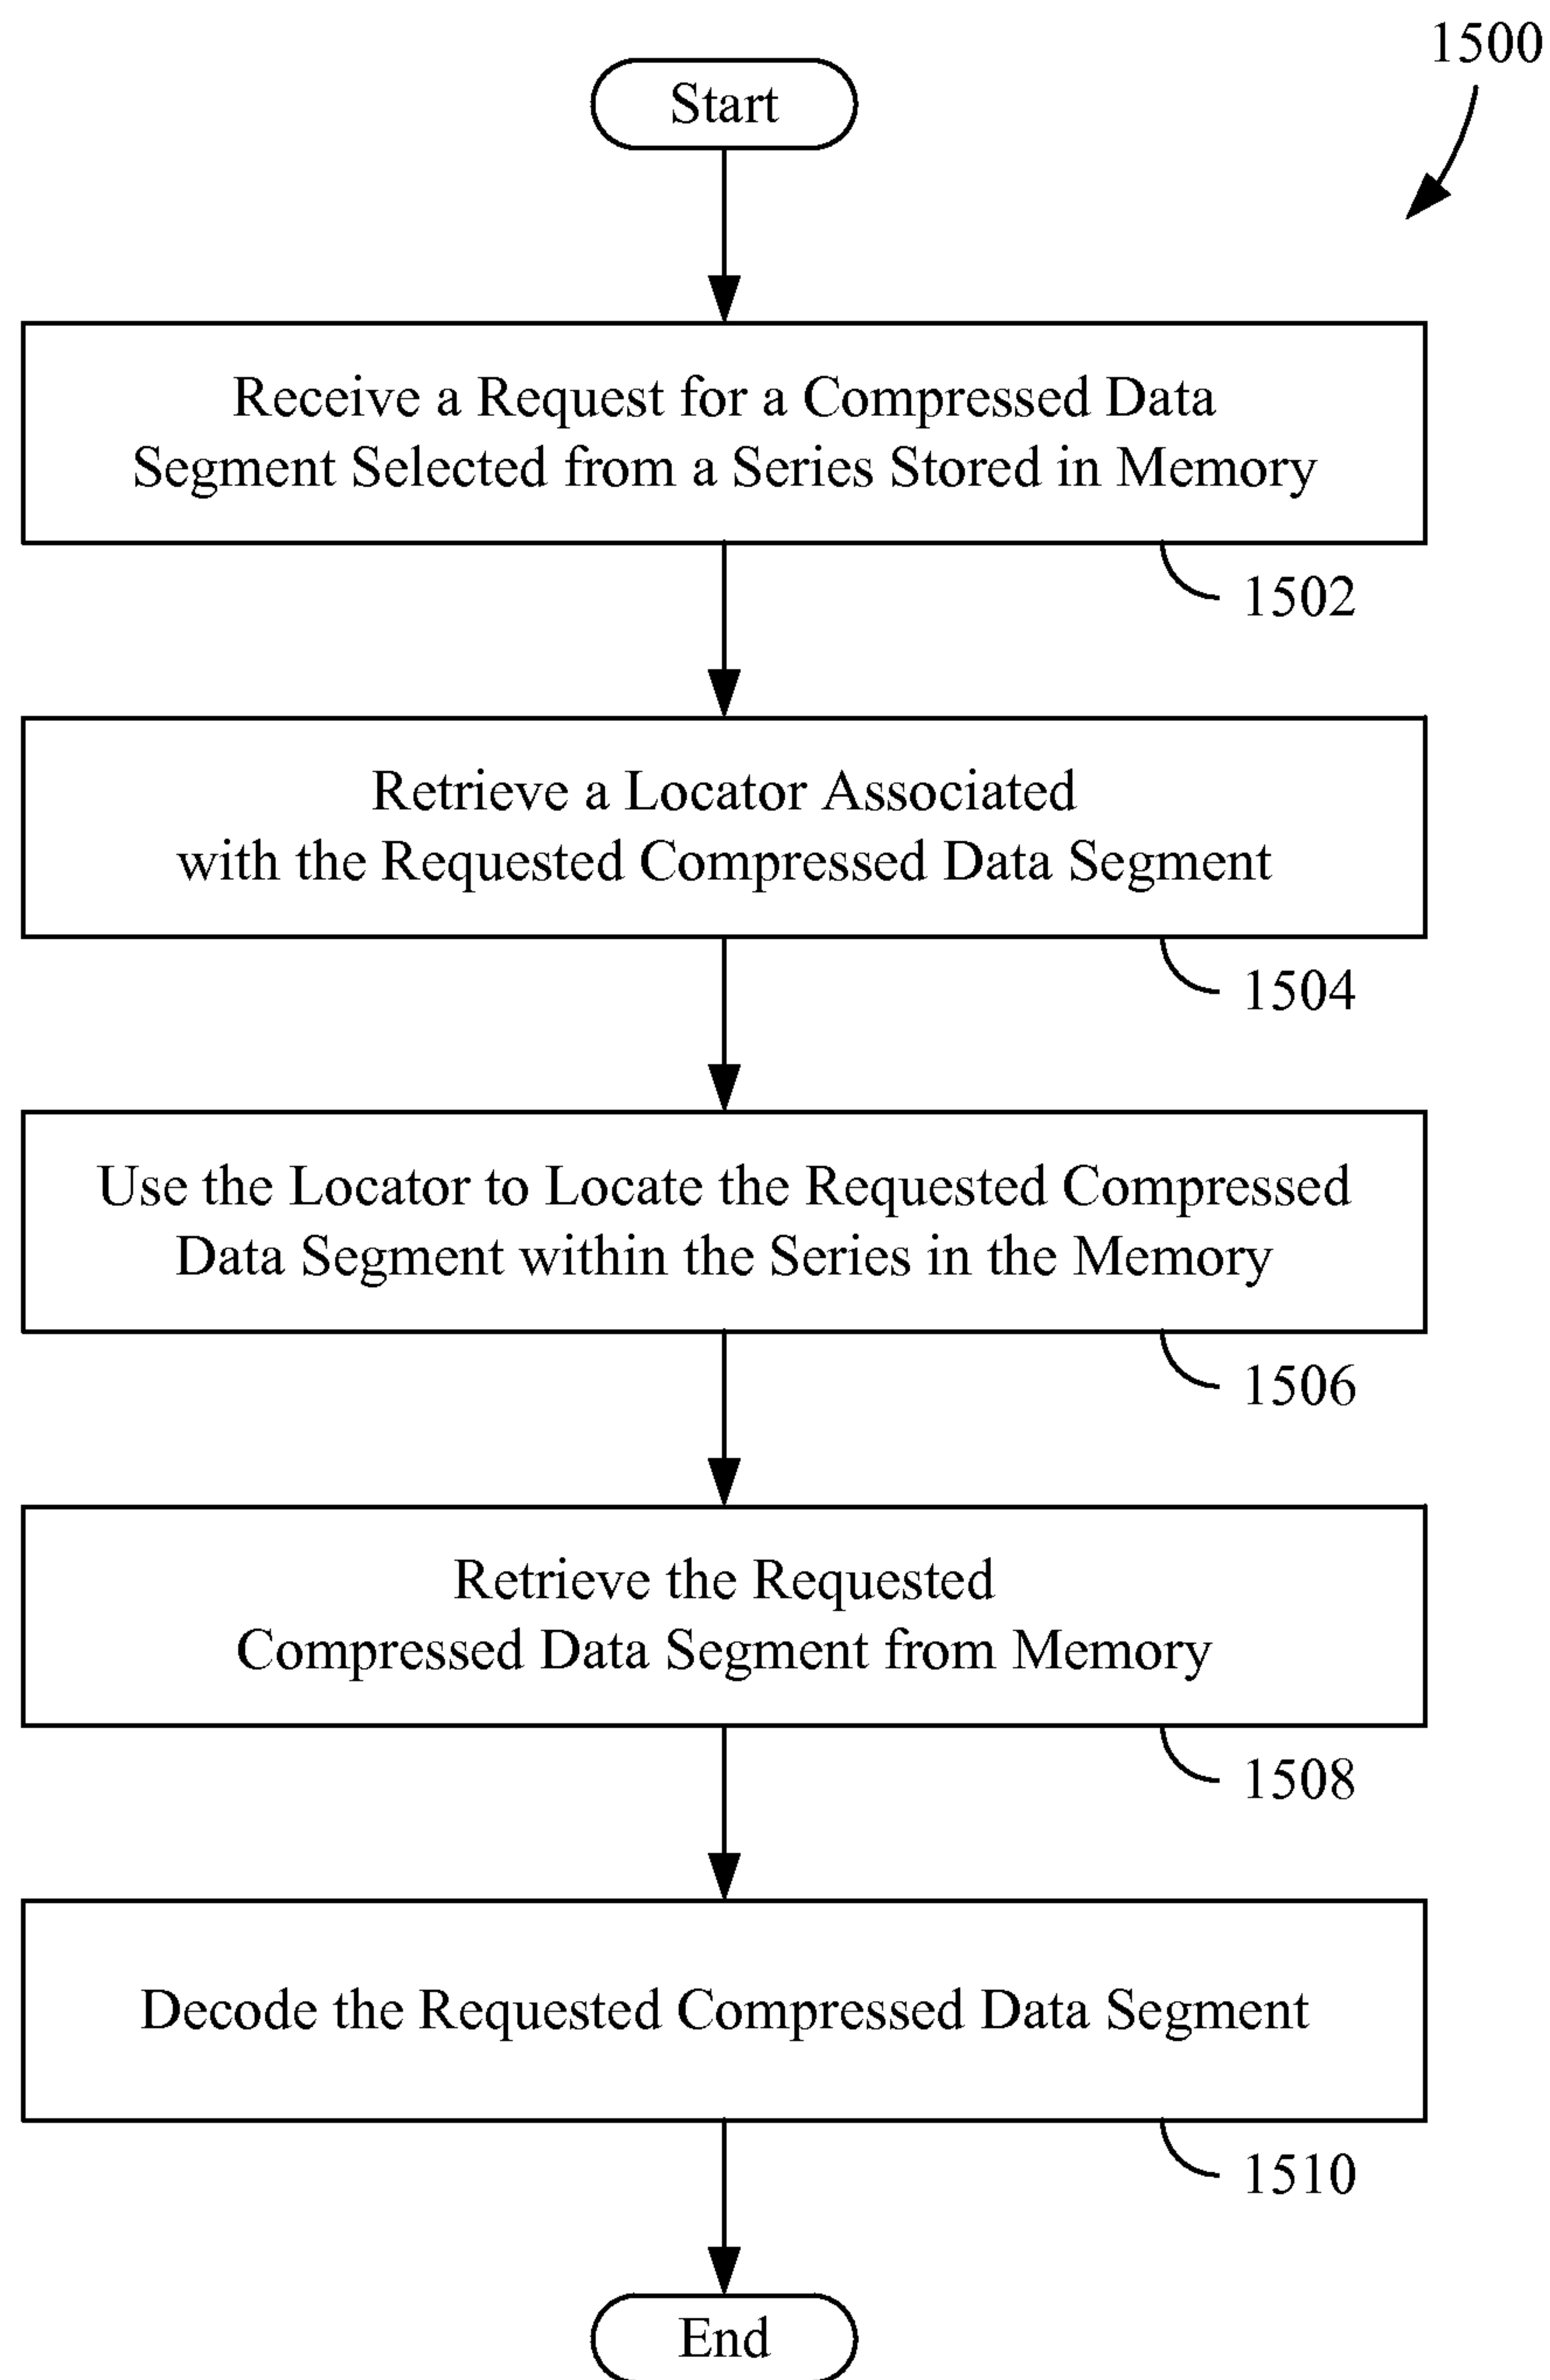 1500
Start
Receive a Request for a Compressed Data
Segment Selected from a Series Stored in Memory
1502
Retrieve a Locator Associated
with the Requested Compressed Data Segment
1504
Use the Locator to Locate the Requested Compressed
Data Segment within the Series in the Memory
1506
Retrieve the Requested
Compressed Data Segment from Memory
1508
Decode the Requested Compressed Data Segment
1510
End